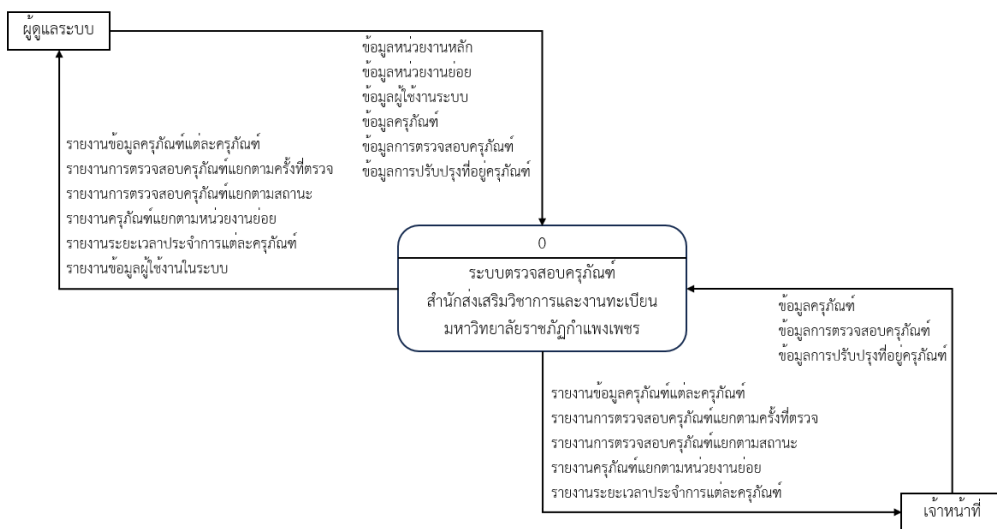 ผู้ดูแลระบบ
ข้อมูลหน่วยงานหลัก
ข้อมูลหน่วยงานย่อย
ข้อมูลผู้ใช้งานระบบ
ข้อมูลครุภัณฑ์
ข้อมูลการตรวจสอบครุภัณฑ์
ข้อมูลการปรับปรุงที่อยู่ครุภัณฑ์
รายงานข้อมูลครุภัณฑ์แต่ละครุภัณฑ์
รายงานการตรวจสอบครุภัณฑ์แยกตามครั้งที่ตรวจ
รายงานการตรวจสอบครุภัณฑ์แยกตามสถานะ
รายงานครุภัณฑ์แยกตามหน่วยงานย่อย
รายงานระยะเวลาประจำการแต่ละครุภัณฑ์
รายงานข้อมูลผู้ใช้งานในระบบ
0
ระบบตรวจสอบครุภัณฑ์
สำนักส่งเสริมวิชาการและงานทะเบียน
มหาวิทยาลัยราชภัฏกำแพงเพชร
ข้อมูลครุภัณฑ์
ข้อมูลการตรวจสอบครุภัณฑ์
ข้อมูลการปรับปรุงที่อยู่ครุภัณฑ์
รายงานข้อมูลครุภัณฑ์แต่ละครุภัณฑ์
รายงานการตรวจสอบครุภัณฑ์แยกตามครั้งที่ตรวจ
รายงานการตรวจสอบครุภัณฑ์แยกตามสถานะ
รายงานครุภัณฑ์แยกตามหน่วยงานย่อย
รายงานระยะเวลาประจำการแต่ละครุภัณฑ์
เจ้าหน้าที่